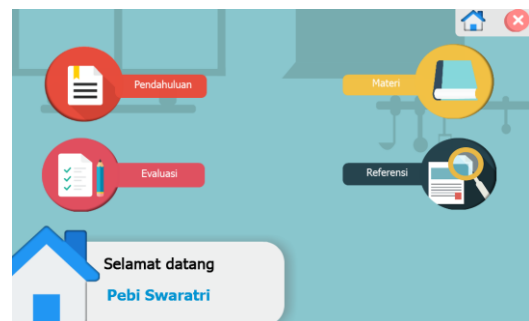 Pendahuluan
Materi
Evaluasi
Referensi
Selamat datang
Pebi Swaratri